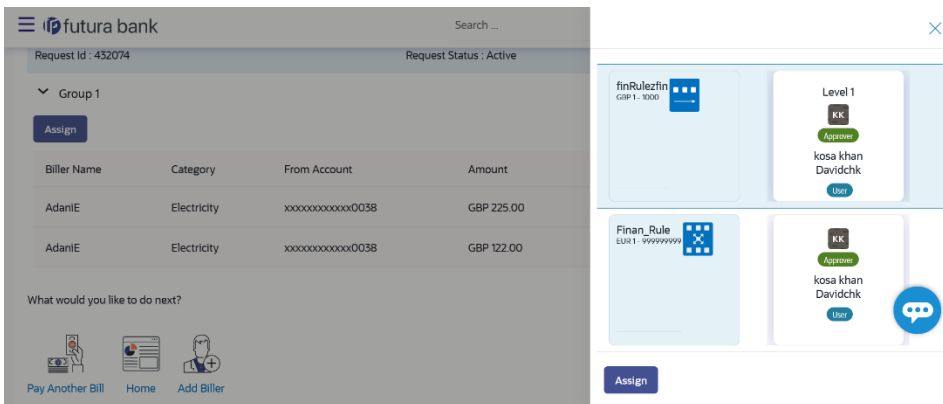 futura bank
Search ...
Request Id : 432074
Request Status : Active
Group 1
Assign
Biller Name Category From Account Amount
AdaniE Electricity xxxxxxxxxxxx0038 GBP 225.00
AdaniE Electricity xxxxxxxxxxxx0038 GBP 122.00
What would you like to do next?
Pay Another Bill
Home
Add Biller
finRulezfin
GBP 1 - 1000
Level 1
KK
Approver
kosa khan
Davidchk
User
Finan_Rule
EUR 1 - 999999999
KK
Approver
kosa khan
Davidchk
User
Assign